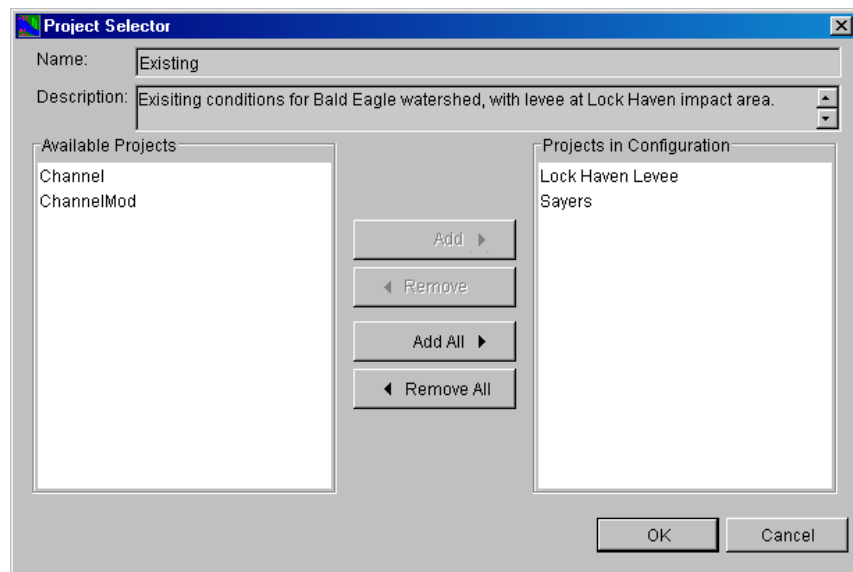 Project Selector
Name: Existing
Description: Exisiting conditions for Bald Eagle watershed, with levee at Lock Haven impact area.
Available Projects
Channel
ChannelMod
Add
Remove
Add All
Remove All
Projects in Configuration
Lock Haven Levee
Sayers
OK
Cancel